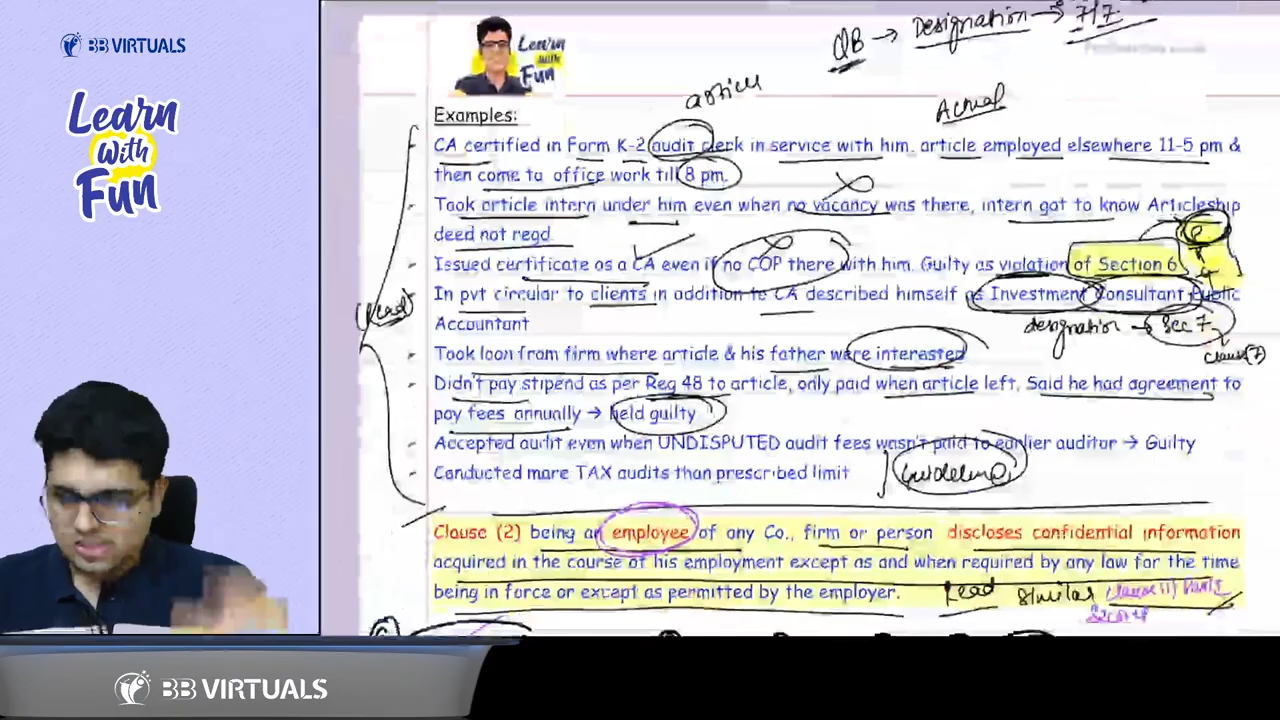 BB VIRTUALS
Learn
with
Fun
Learn
with
Fun
QB → Designation → 7/7
article
Actual
Examples:
CA certified in Form K-2 audit clerk in service with him. article employed elsewhere 11-5 pm &
then come to office work till 8 pm.
Took article intern under him even when no vacancy was there, intern got to know Articleship
deed not regd.
Issued certificate as a CA even if no COP there with him. Guilty as violation of Section 6
In pvt circular to clients in addition to CA described himself as Investment Consultant Public
Accountant
designation → Sec 7
clause(7)
(Read)
Took loan from firm where article & his father were interested
Didn't pay stipend as per Reg 48 to article, only paid when article left. Said he had agreement to
pay fees annually → held guilty
Accepted audit even when UNDISPUTED audit fees wasn't paid to earlier auditor → Guilty
Conducted more TAX audits than prescribed limit
Guidelines
Clause (2) being an employee of any Co., firm or person discloses confidential information
acquired in the course of his employment except as and when required by any law for the time
being in force or except as permitted by the employer.
Read similar clause(1) Part I
BB VIRTUALS